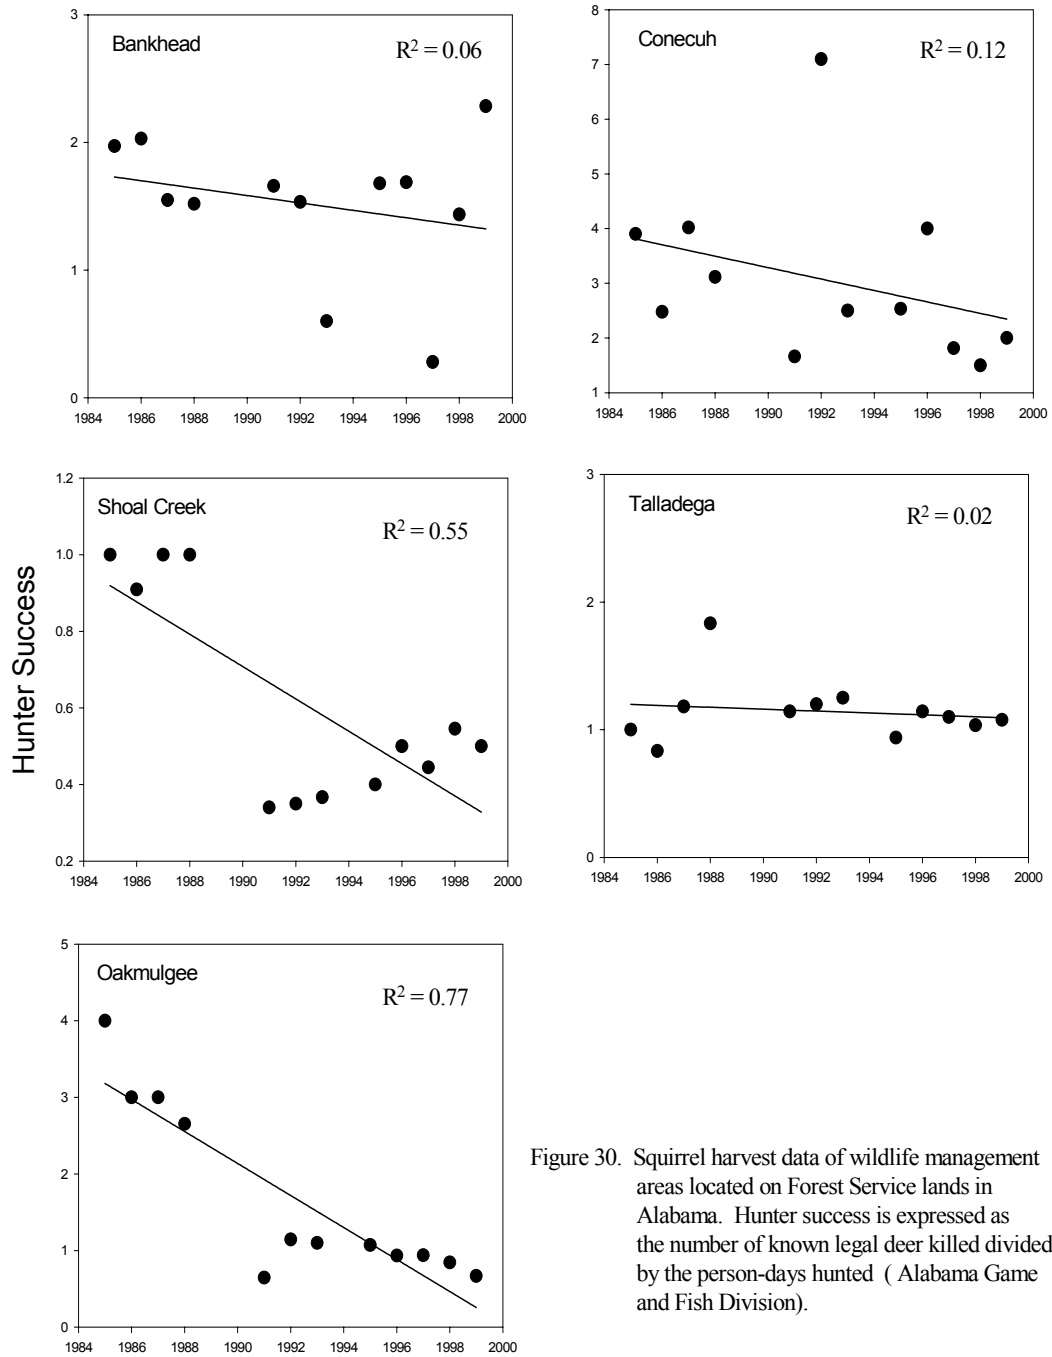 Bankhead
R² = 0.06
3
2
1
0
1984 1986 1988 1990 1992 1994 1996 1998 2000
Conecuh
R² = 0.12
8
7
6
5
4
3
2
1
1984 1986 1988 1990 1992 1994 1996 1998 2000
Hunter Success
Shoal Creek
R² = 0.55
1.2
1.0
0.8
0.6
0.4
0.2
1984 1986 1988 1990 1992 1994 1996 1998 2000
Talladega
R² = 0.02
3
2
1
0
1984 1986 1988 1990 1992 1994 1996 1998 2000
Oakmulgee
R² = 0.77
5
4
3
2
1
0
1984 1986 1988 1990 1992 1994 1996 1998 2000
Figure 30. Squirrel harvest data of wildlife management
areas located on Forest Service lands in
Alabama. Hunter success is expressed as
the number of known legal deer killed divided
by the person-days hunted ( Alabama Game
and Fish Division).